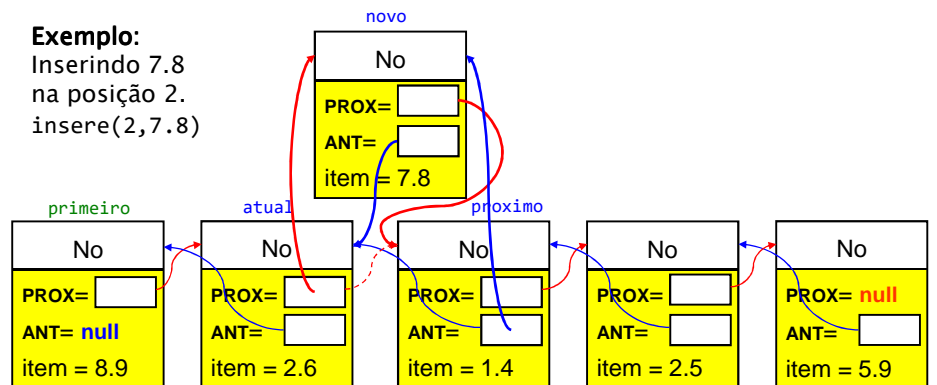 novo
Exemplo:
Inserindo 7.8
na posição 2.
insere(2,7.8)
No
PROX=
ANT=
item = 7.8
primeiro
atual
proximo
No
PROX=
ANT= null
item = 8.9
No
PROX=
ANT=
item = 2.6
No
PROX=
ANT=
item = 1.4
No
PROX=
ANT=
item = 2.5
No
PROX= null
ANT=
item = 5.9